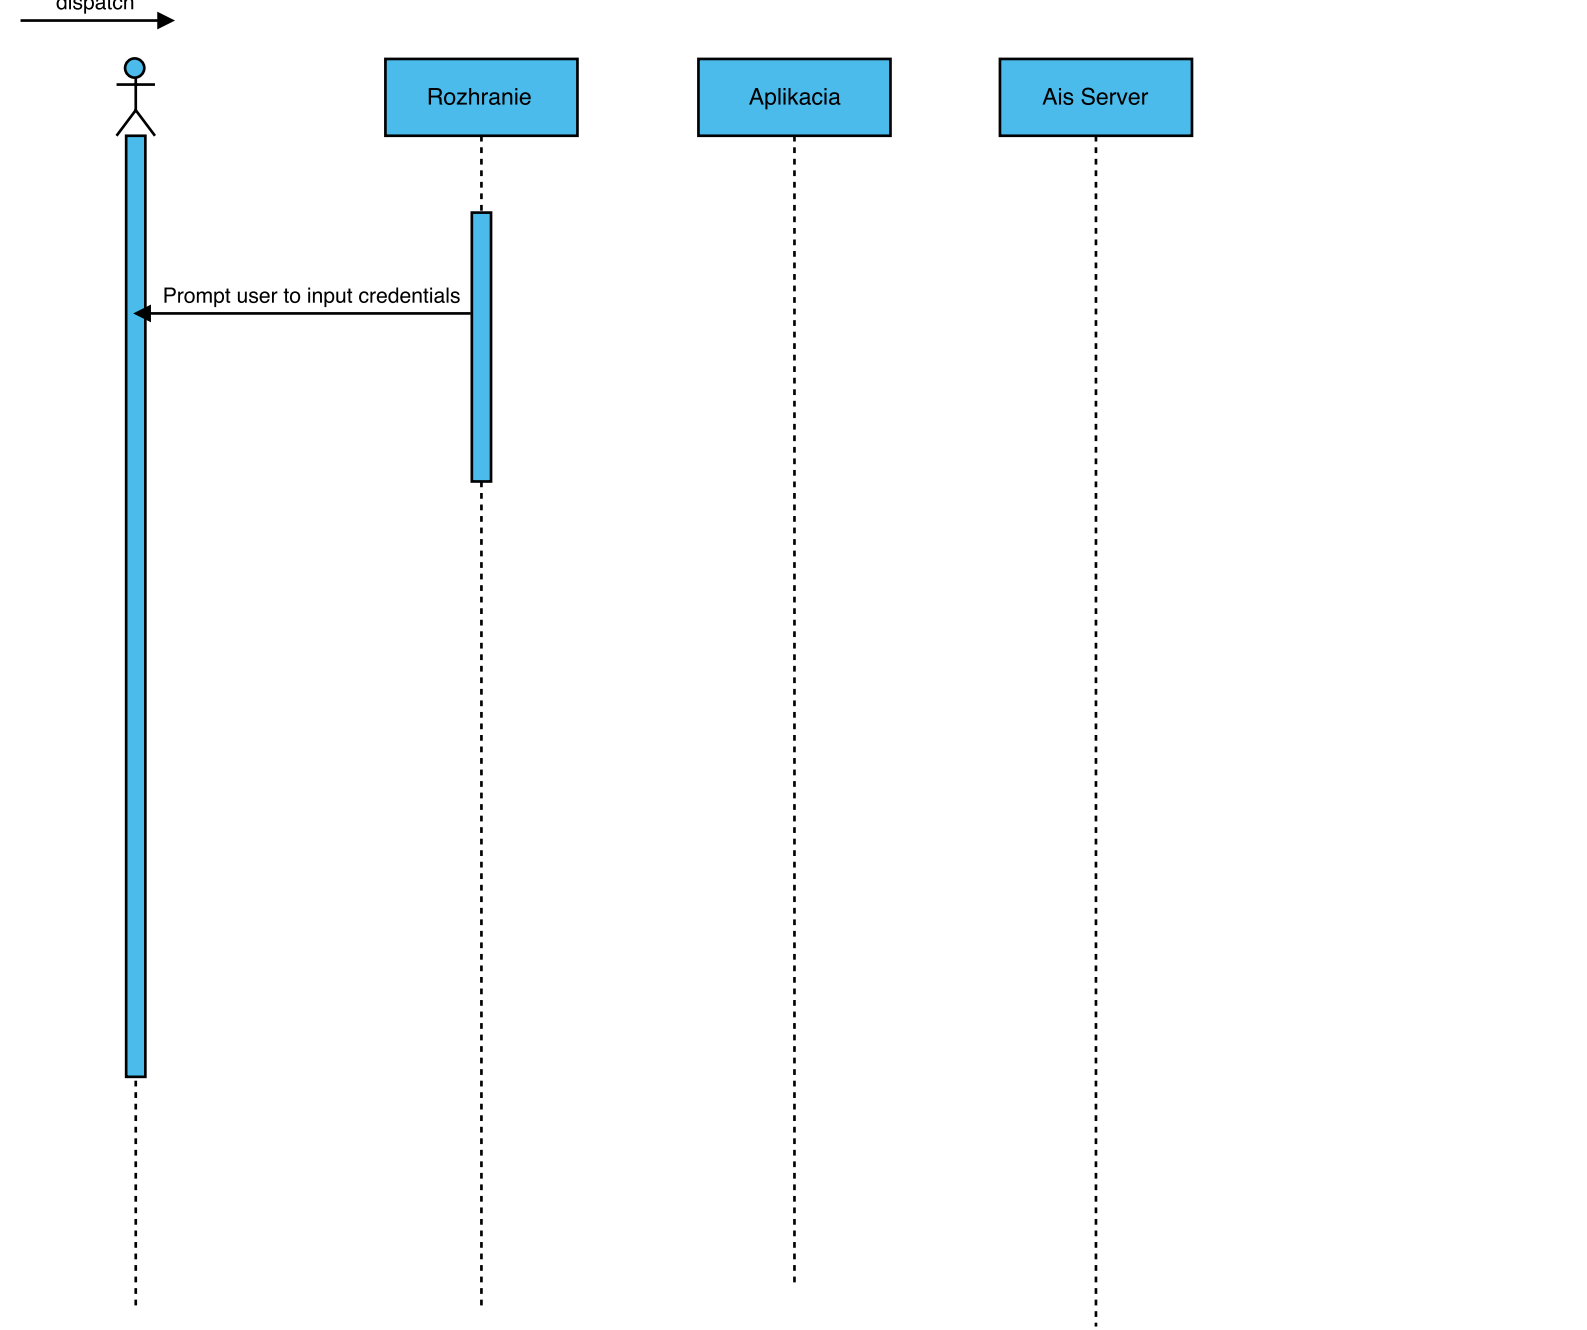 dispatch
Rozhranie
Aplikacia
Ais Server
Prompt user to input credentials